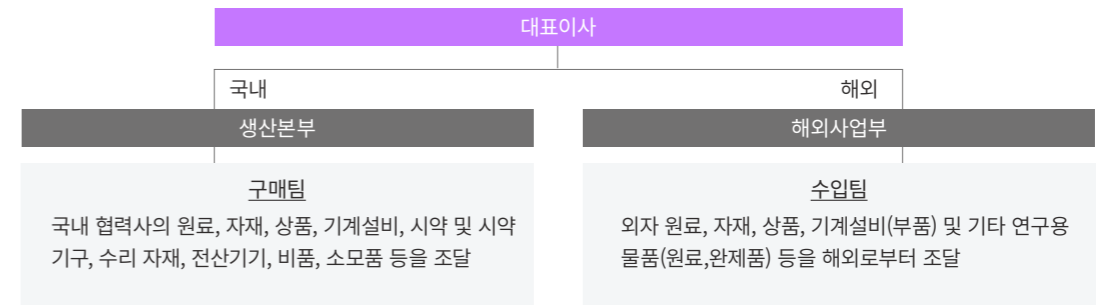 대표이사
국내
해외
생산본부
해외사업부
구매팀
국내 협력사의 원료, 자재, 상품, 기계설비, 시약 및 시약
기구, 수리 자재, 전산기기, 비품, 소모품 등을 조달
수입팀
외자 원료, 자재, 상품, 기계설비(부품) 및 기타 연구용
물품(원료,완제품) 등을 해외로부터 조달